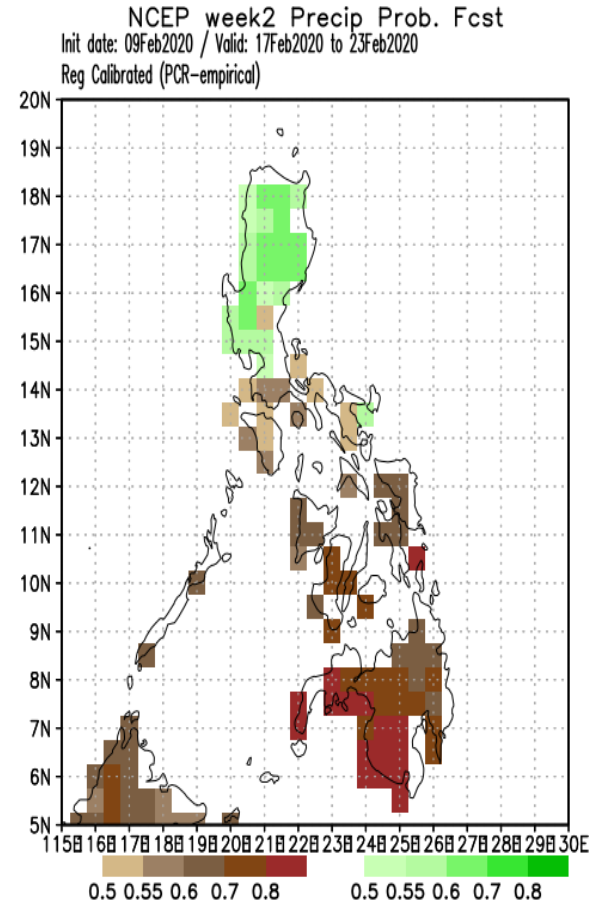 NCEP week2 Precip Prob. Fcst
Init date: 09Feb2020 / Valid: 17Feb2020 to 23Feb2020
Reg Calibrated (PCR-empirical)
20N
19N
18N
17N
16N
15N
14N
13N
12N
11N
10N
9N
8N
7N
6N
5N
115E 116E 117E 118E 119E 120E 121E 122E 123E 124E 125E 126E 127E 128E 129E 130E
0.5 0.55 0.6 0.7 0.8 0.5 0.55 0.6 0.7 0.8